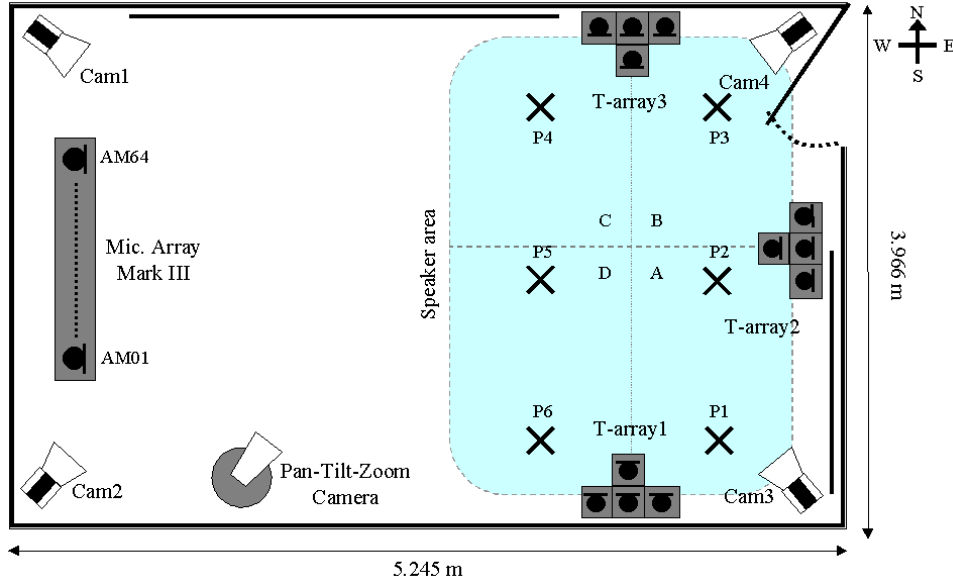 N
W E
S
Cam1
Cam4
T-array3
P4
P3
AM64
Mic. Array
Mark III
AM01
Speaker area
C B
D A
P5
P2
T-array2
3.966 m
P6
P1
T-array1
Cam2
Pan-Tilt-Zoom
Camera
Cam3
5.245 m